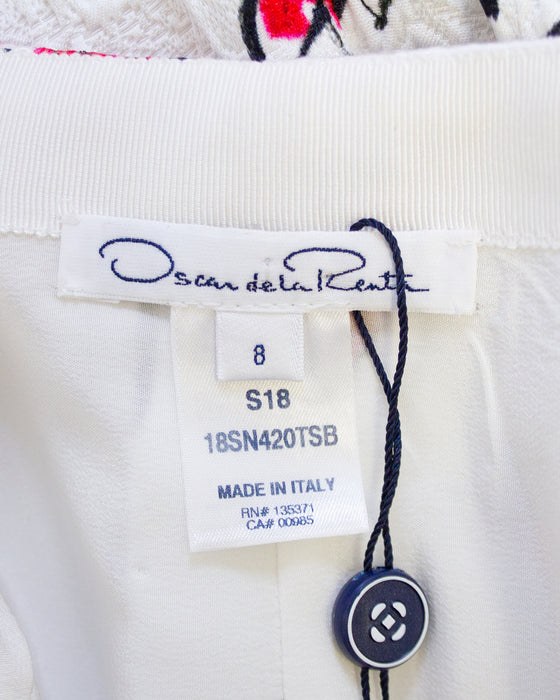 Oscar de la Renta
8
S18
18SN420TSB
MADE IN ITALY
RN# 135371
CA# 00985